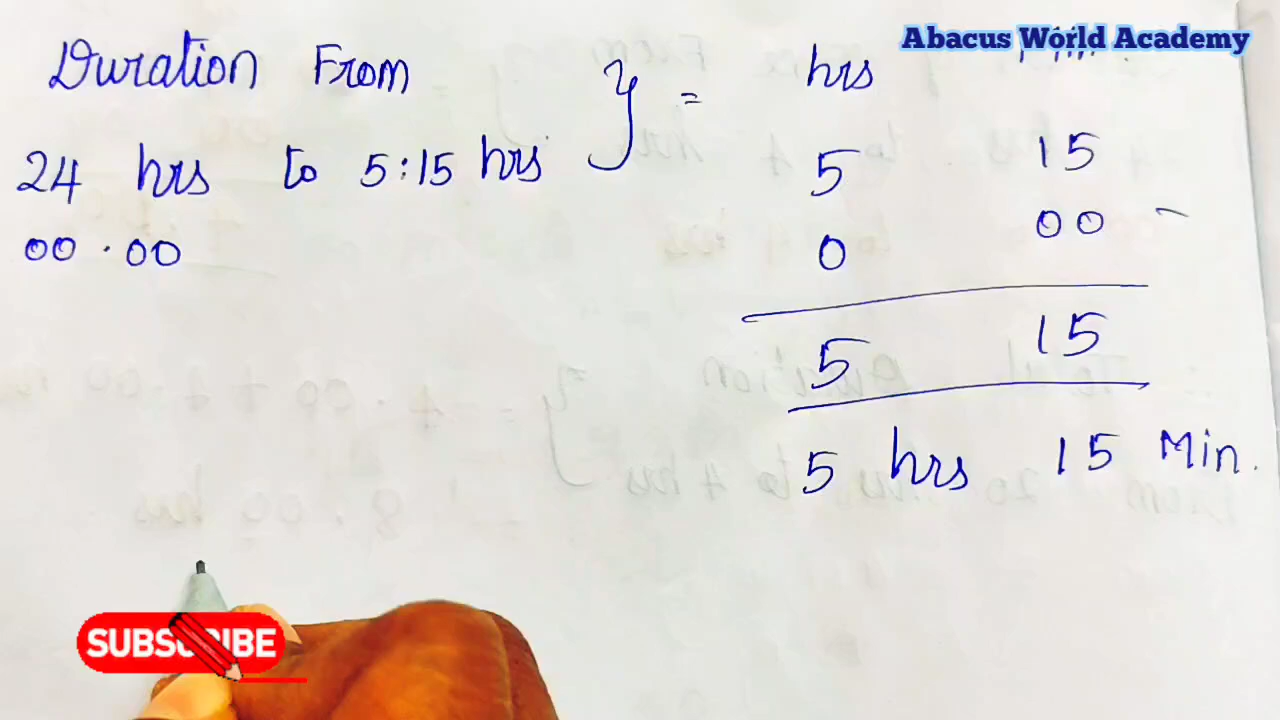 Abacus World Academy
Duration From } = hrs
24 hrs to 5:15 hrs
00.00
5 15
0 00 -
5 15
5 hrs 15 Min.
SUBSCRIBE